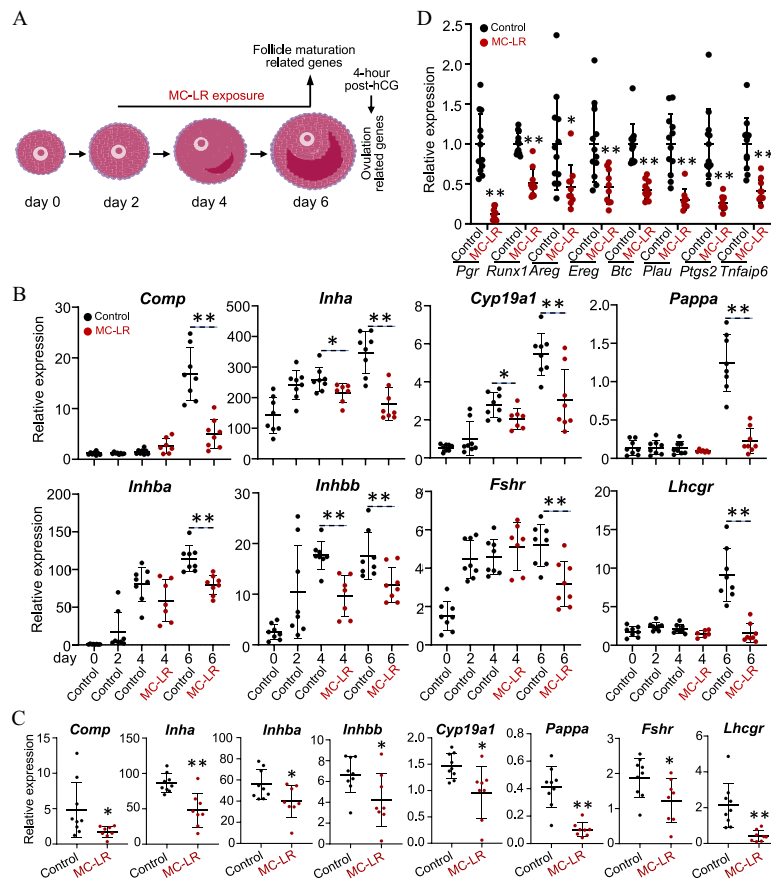 A
Follicle maturation
related genes
4-hour
post-hCG
MC-LR exposure
Ovulation
related genes
day 0
day 2
day 4
day 6
D
Control
MC-LR
Relative expression
2.5
2.0
1.5
1.0
0.5
0
** ** * ** ** ** ** **
Control MC-LR Control MC-LR Control MC-LR Control MC-LR Control MC-LR Control MC-LR Control MC-LR Control MC-LR
Pgr Runx1 Areg Ereg Btc Plau Ptgs2 Tnfaip6
B
Comp
Control
MC-LR
Relative expression
30
20
10
0
**
Inha
500
400
300
200
100
0
* **
Cyp19a1
8
6
4
2
0
* **
Pappa
2.0
1.5
1.0
0.5
0
**
Inhba
Relative expression
200
150
100
50
0
**
day
0 2 4 4 6 6
Control Control Control MC-LR Control MC-LR
Inhbb
30
20
10
0
** **
0 2 4 4 6 6
Control Control Control MC-LR Control MC-LR
Fshr
8
6
4
2
0
**
0 2 4 4 6 6
Control Control Control MC-LR Control MC-LR
Lhcgr
20
15
10
5
0
**
0 2 4 4 6 6
Control Control Control MC-LR Control MC-LR
C
Relative expression
Comp
15
10
5
0
*
Control MC-LR
Inha
150
100
50
0
**
Control MC-LR
Inhba
100
80
60
40
20
0
*
Control MC-LR
Inhbb
10
8
6
4
2
0
*
Control MC-LR
Cyp19a1
2.0
1.5
1.0
0.5
0.0
*
Control MC-LR
Pappa
0.8
0.6
0.4
0.2
0
**
Control MC-LR
Fshr
3
2
1
0
*
Control MC-LR
Lhcgr
6
4
2
0
**
Control MC-LR